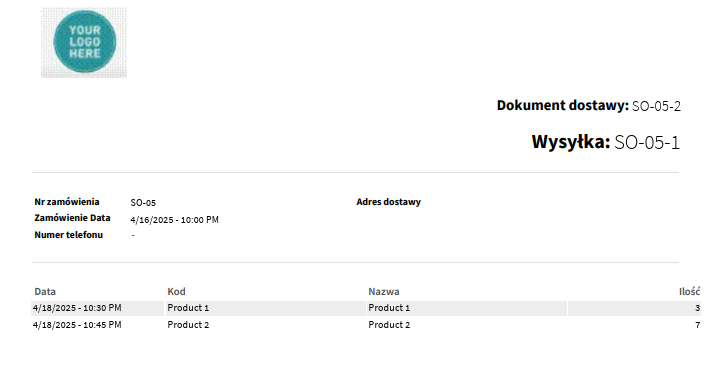 YOUR
LOGO
HERE
Dokument dostawy: SO-05-2
Wysyłka: SO-05-1
Nr zamówienia SO-05 Adres dostawy
Zamówienie Data 4/16/2025 - 10:00 PM
Numer telefonu -
Data Kod Nazwa Ilość
4/18/2025 - 10:30 PM Product 1 Product 1 3
4/18/2025 - 10:45 PM Product 2 Product 2 7